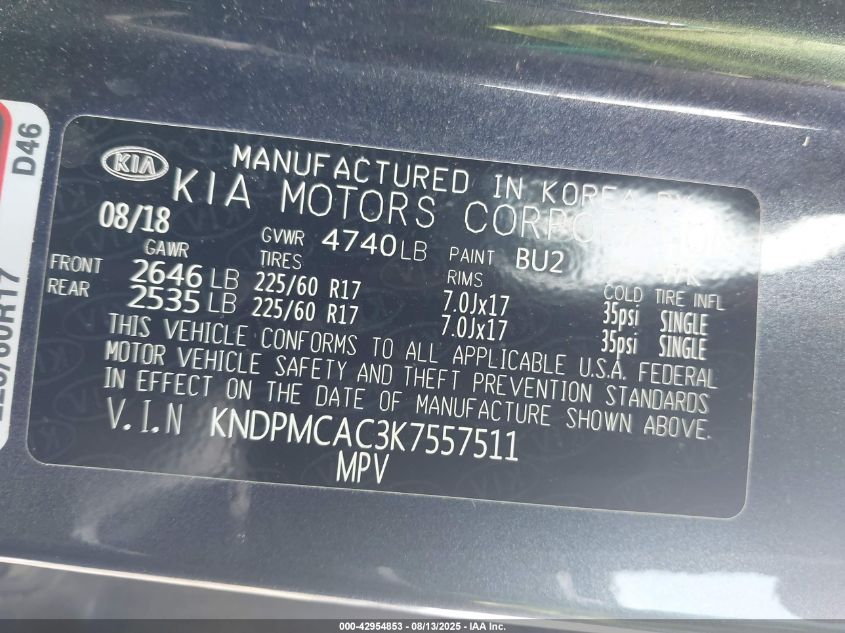 D46
KIA
MANUFACTURED IN KOREA BY
KIA MOTORS CORPORATION
08/18
GVWR 4740LB PAINT BU2 WK
GAWR TIRES RIMS COLD TIRE INFL
FRONT 2646 LB 225/60 R17 7.0Jx17 35psi SINGLE
REAR 2535 LB 225/60 R17 7.0Jx17 35psi SINGLE
THIS VEHICLE CONFORMS TO ALL APPLICABLE U.S.A. FEDERAL
MOTOR VEHICLE SAFETY AND THEFT PREVENTION STANDARDS
IN EFFECT ON THE DATE OF MANUFACTURE SHOWN ABOVE.
V.I.N KNDPMCAC3K7557511
MPV
000-42954853 - 08/13/2025 - IAA Inc.